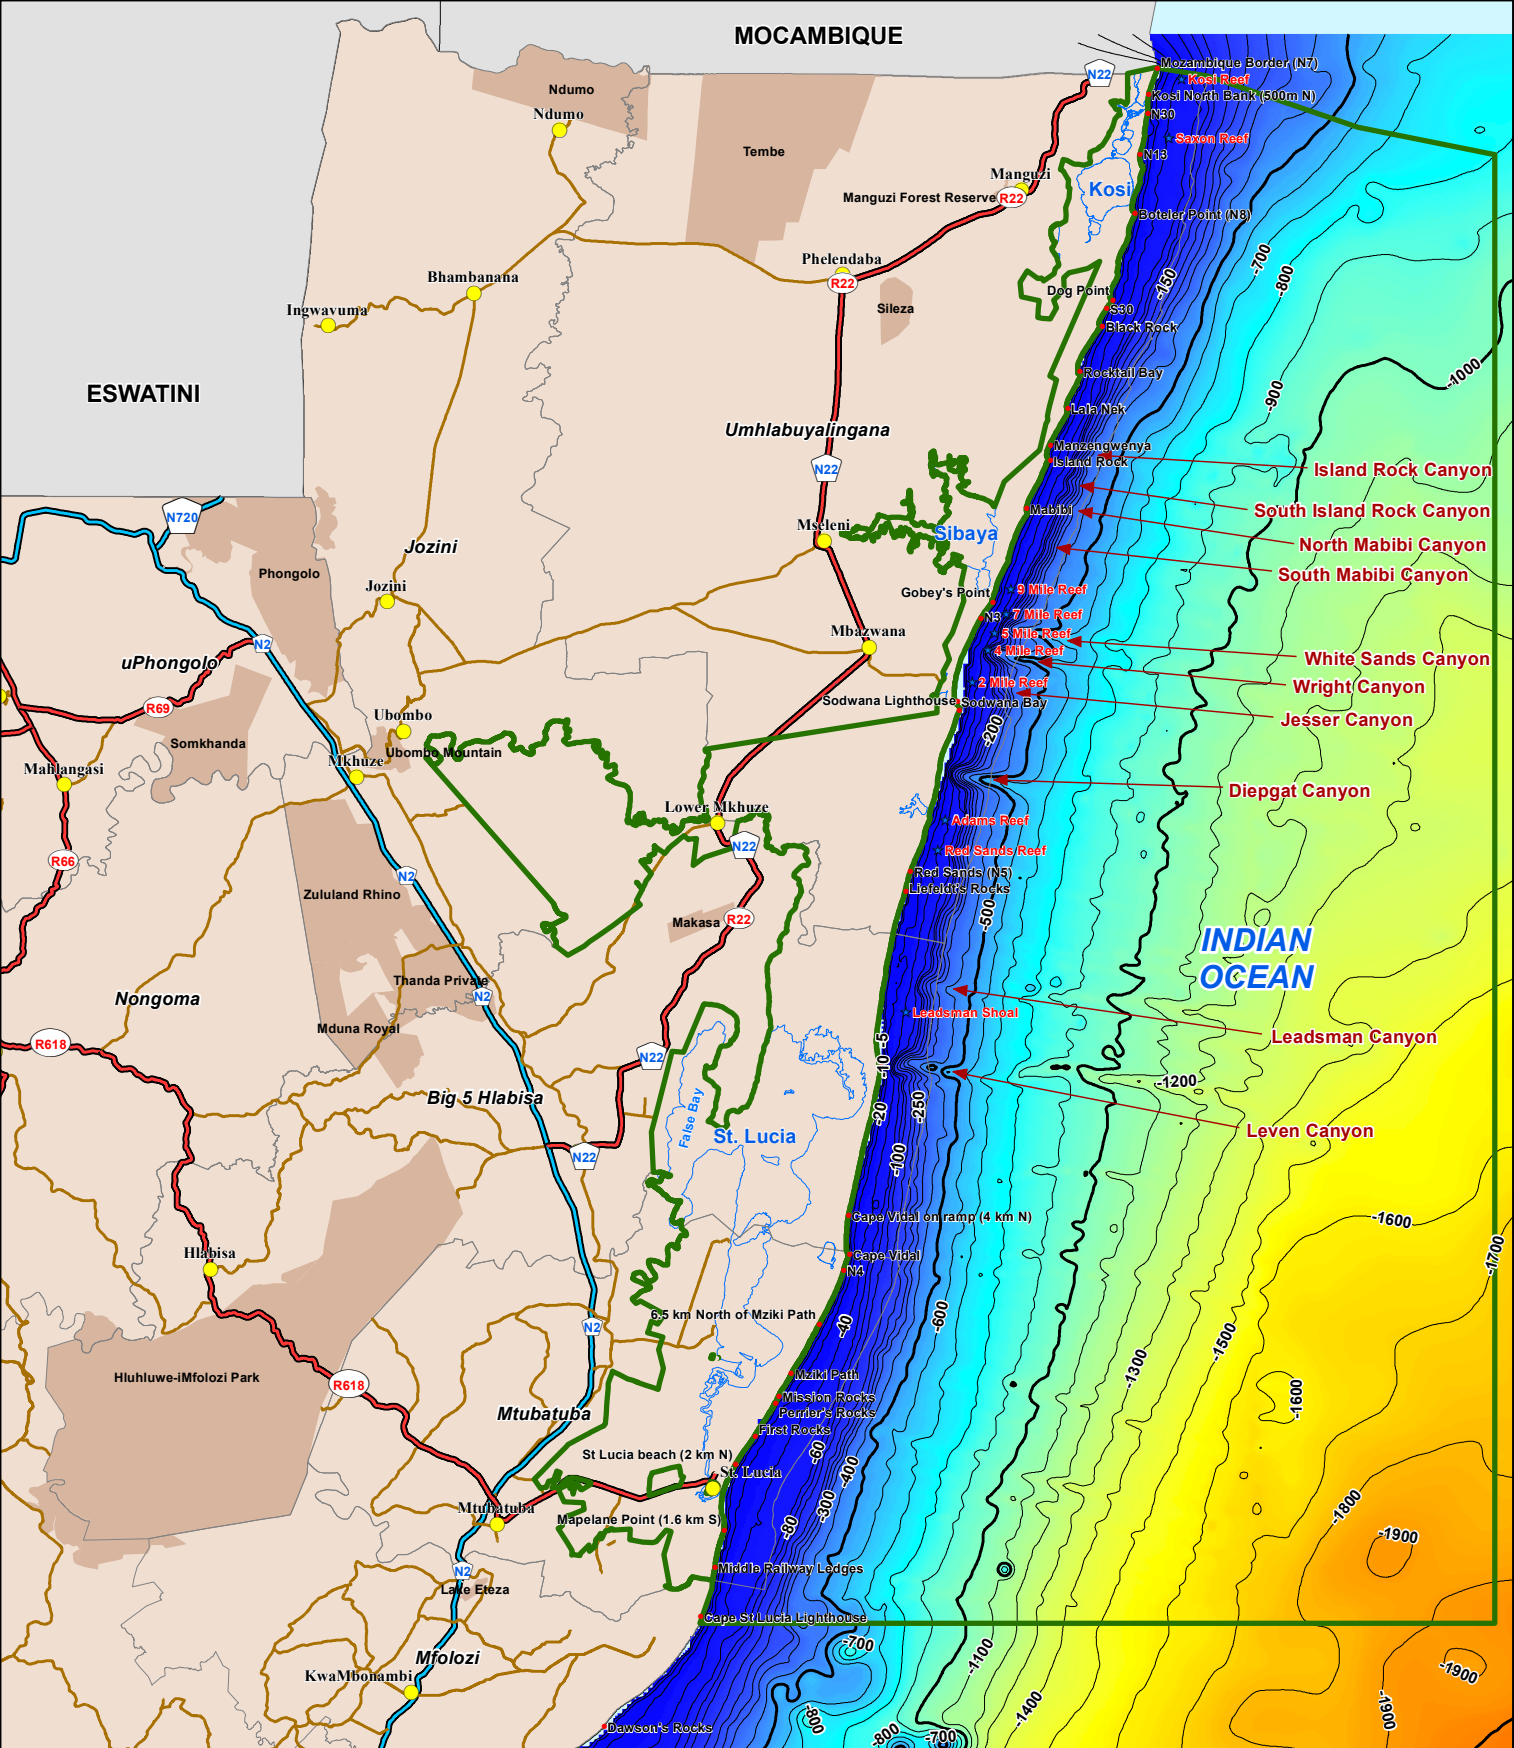 MOCAMBIQUE
N22
Mozambique Border (N7)
Kosi Reef
Ndumo
Kosi North Bank (500m N)
Ndumo
N30
Saxon Reef
Tembe
N13
Manguzi
Kosi
Manguzi Forest Reserve
R22
Boteler Point (N8)
-700
Phelendaba
-800
-150
Bhambanana
R22
Dog Point
Ingwavuma
Sileza
S30
Black Rock
Rocktail Bay
-1000
ESWATINI
-900
Lala Nek
Umhlabuyalingana
Manzengwenya
Island Rock
N22
Island Rock Canyon
Mabibi
South Island Rock Canyon
N720
Mseleni
Sibaya
Jozini
North Mabibi Canyon
Phongolo
South Mabibi Canyon
Jozini
Gobey's Point
9 Mile Reef
N3
7 Mile Reef
Mbazwana
5 Mile Reef
N2
4 Mile Reef
uPhongolo
White Sands Canyon
2 Mile Reef
Wright Canyon
Sodwana Lighthouse
Sodwana Bay
R69
Ubombo
Jesser Canyon
-200
Somkhanda
Ubombo Mountain
Mkhuze
Mahlangasi
Diepgat Canyon
Lower Mkhuze
Adams Reef
N22
Red Sands Reef
R66
N2
Red Sands (N5)
Liefeldt's Rocks
Zululand Rhino
Makasa
R22
-500
INDIAN
OCEAN
Thanda Private
N2
Nongoma
Leadsman Shoal
Mduna Royal
Leadsman Canyon
R618
-5
N22
-10
-1200
Big 5 Hlabisa
-250
False Bay
-20
St. Lucia
Leven Canyon
N22
-100
Cape Vidal on ramp (4 km N)
-1600
Hlabisa
Cape Vidal
-1700
N4
6.5 km North of Mziki Path
-600
-40
N2
-1500
-1300
Hluhluwe-iMfolozi Park
R618
Mziki Path
Mission Rocks
-1600
Perrier's Rocks
Mtubatuba
First Rocks
St Lucia beach (2 km N)
-60
St. Lucia
-400
Mtubatuba
-300
-1800
Mapelane Point (1.6 km S)
-80
-1900
N2
Middle Railway Ledges
Lake Eteza
Cape St Lucia Lighthouse
-700
Mfolozi
-1100
KwaMbonambi
-1900
-1400
-1900
-800
Dawson's Rocks
-800
-700